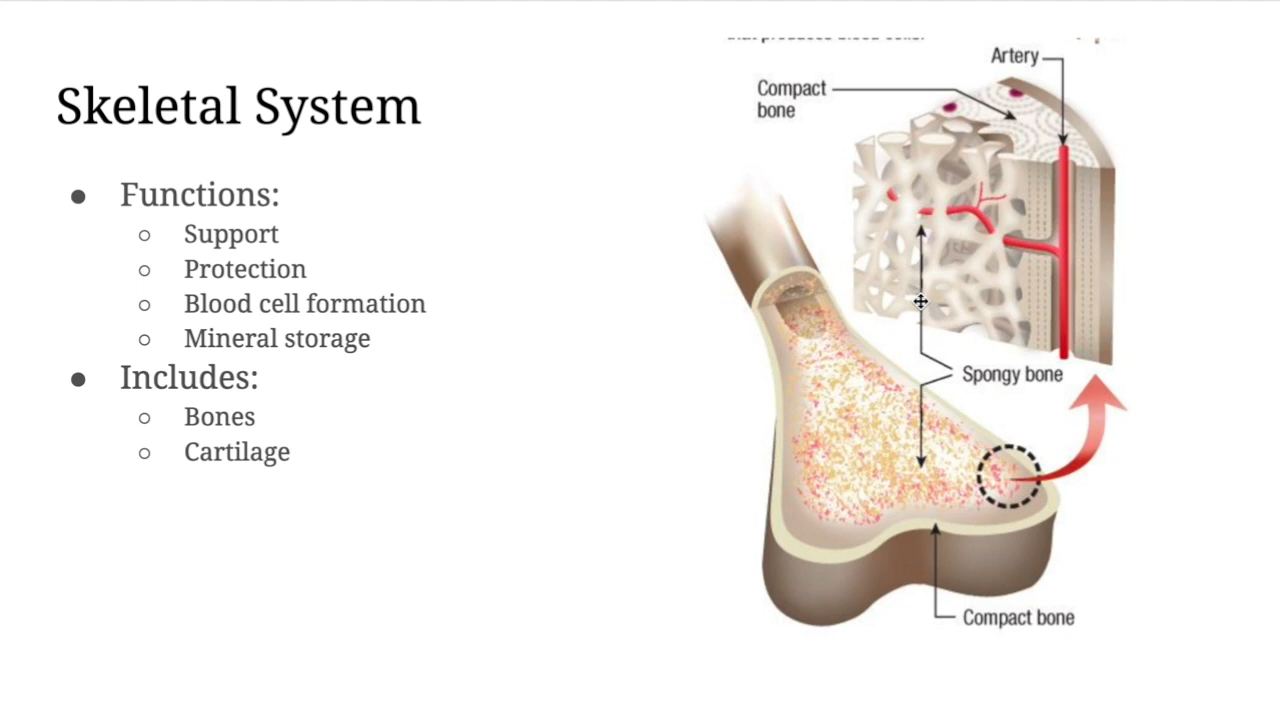 Skeletal System
● Functions:
○ Support
○ Protection
○ Blood cell formation
○ Mineral storage
● Includes:
○ Bones
○ Cartilage
Artery
Compact
bone
Spongy bone
Compact bone